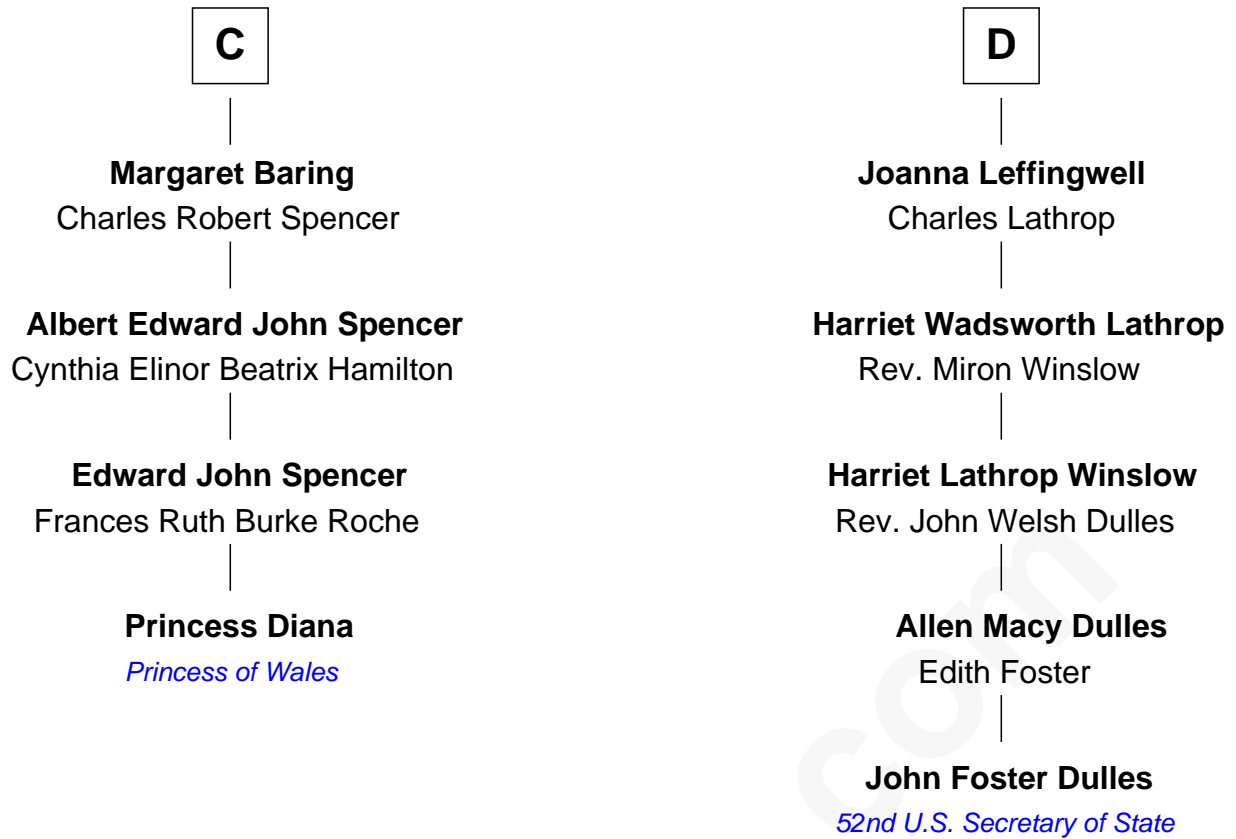 C
Margaret Baring
Charles Robert Spencer
Albert Edward John Spencer
Cynthia Elinor Beatrix Hamilton
Edward John Spencer
Frances Ruth Burke Roche
Princess Diana
Princess of Wales
D
Joanna Leffingwell
Charles Lathrop
Harriet Wadsworth Lathrop
Rev. Miron Winslow
Harriet Lathrop Winslow
Rev. John Welsh Dulles
Allen Macy Dulles
Edith Foster
John Foster Dulles
52nd U.S. Secretary of State
com